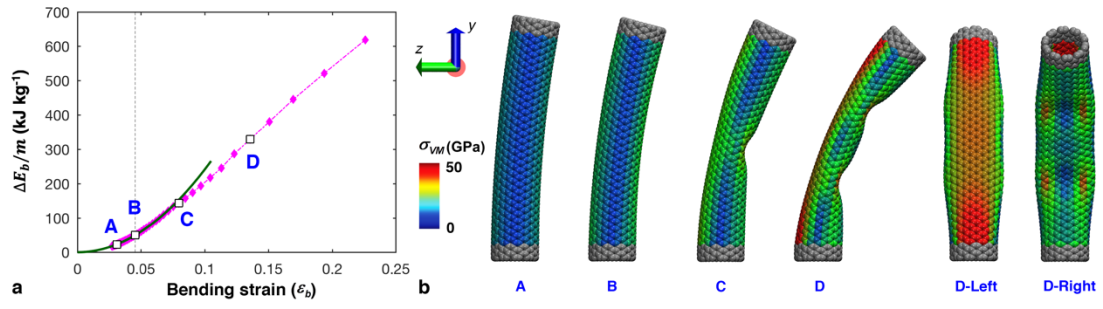 700
600
500
400
300
200
100
0
ΔE_b/m (kJ kg⁻¹)
A
B
C
D
0
0.05
0.1
0.15
0.2
0.25
Bending strain (ε_b)
a
y
z
σ_VM (GPa)
50
0
b
A
B
C
D
D-Left
D-Right